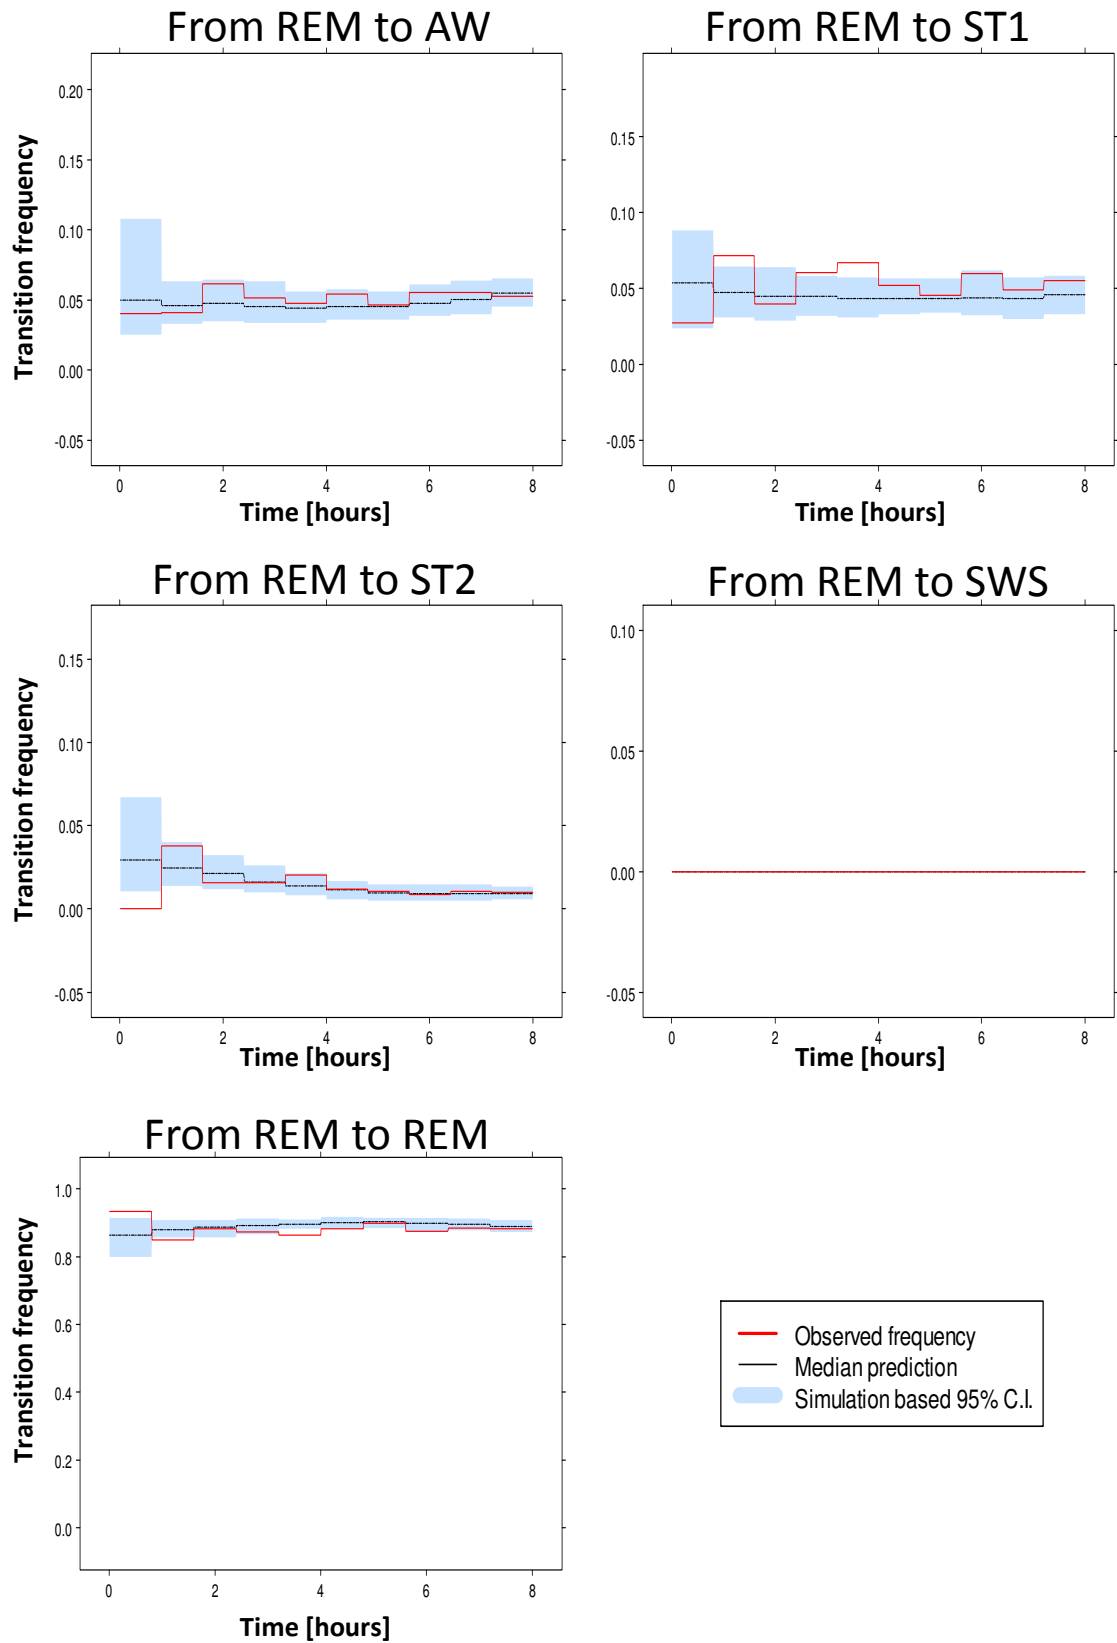 From REM to AW
Transition frequency
0.20
0.15
0.10
0.05
0.00
-0.05
0 2 4 6 8
Time [hours]
From REM to ST1
0.15
0.10
0.05
0.00
-0.05
0 2 4 6 8
Time [hours]
From REM to ST2
Transition frequency
0.15
0.10
0.05
0.00
-0.05
0 2 4 6 8
Time [hours]
From REM to SWS
0.10
0.05
0.00
-0.05
0 2 4 6 8
Time [hours]
From REM to REM
Transition frequency
1.0
0.8
0.6
0.4
0.2
0.0
0 2 4 6 8
Time [hours]
Observed frequency
Median prediction
Simulation based 95% C.I.